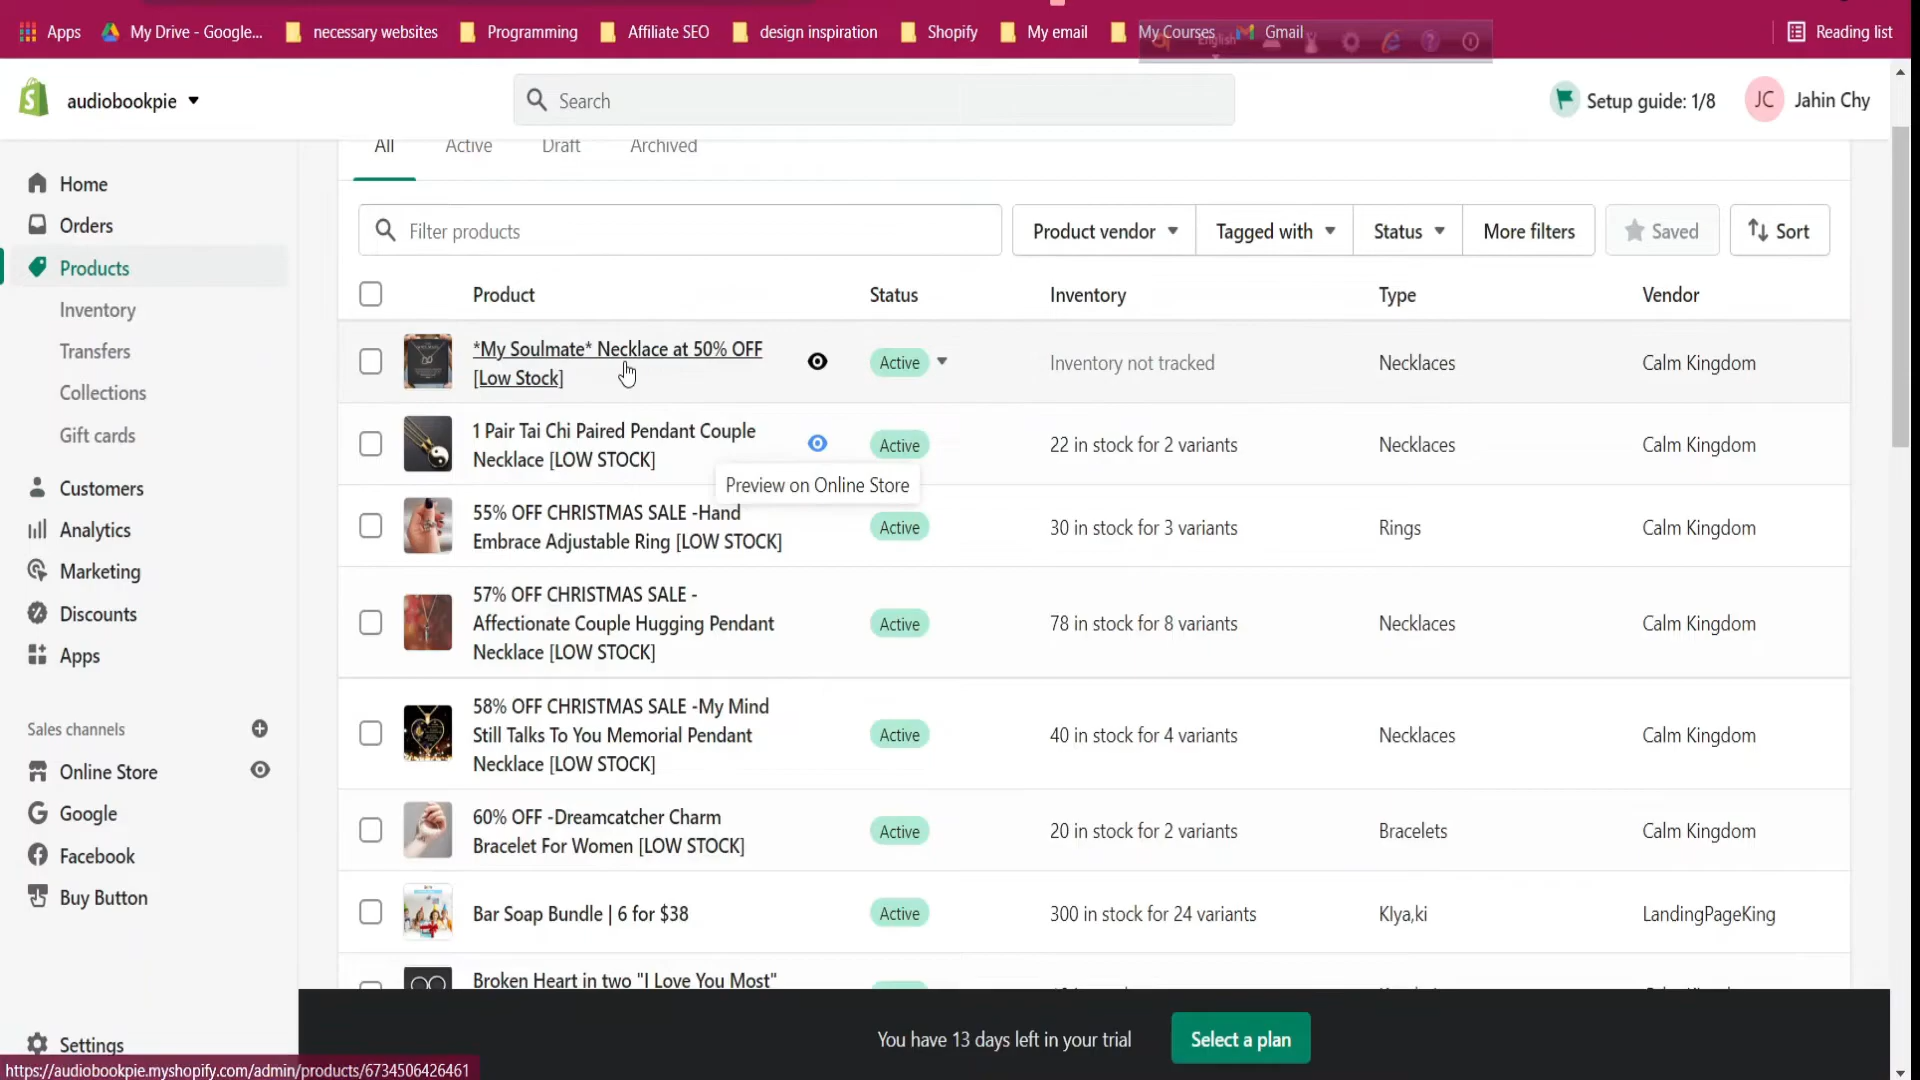 Apps
My Drive - Google...
necessary websites
Programming
Affiliate SEO
design inspiration
Shopify
My email
My Courses
Gmail
English
Reading list
audiobookpie
Search
Setup guide: 1/8
JC
Jahin Chy
All
Active
Draft
Archived
Home
Orders
Products
Inventory
Transfers
Collections
Gift cards
Customers
Analytics
Marketing
Discounts
Apps
Sales channels
Online Store
Google
Facebook
Buy Button
Settings
Filter products
Product vendor
Tagged with
Status
More filters
Saved
Sort
Product
Status
Inventory
Type
Vendor
*My Soulmate* Necklace at 50% OFF
[Low Stock]
Active
Inventory not tracked
Necklaces
Calm Kingdom
1 Pair Tai Chi Paired Pendant Couple
Necklace [LOW STOCK]
Active
22 in stock for 2 variants
Necklaces
Calm Kingdom
Preview on Online Store
55% OFF CHRISTMAS SALE -Hand
Embrace Adjustable Ring [LOW STOCK]
Active
30 in stock for 3 variants
Rings
Calm Kingdom
57% OFF CHRISTMAS SALE -
Affectionate Couple Hugging Pendant
Necklace [LOW STOCK]
Active
78 in stock for 8 variants
Necklaces
Calm Kingdom
58% OFF CHRISTMAS SALE -My Mind
Still Talks To You Memorial Pendant
Necklace [LOW STOCK]
Active
40 in stock for 4 variants
Necklaces
Calm Kingdom
60% OFF -Dreamcatcher Charm
Bracelet For Women [LOW STOCK]
Active
20 in stock for 2 variants
Bracelets
Calm Kingdom
Bar Soap Bundle | 6 for $38
Active
300 in stock for 24 variants
Klya,ki
LandingPageKing
Broken Heart in two "I Love You Most"
You have 13 days left in your trial
Select a plan
https://audiobookpie.myshopify.com/admin/products/6734506426461